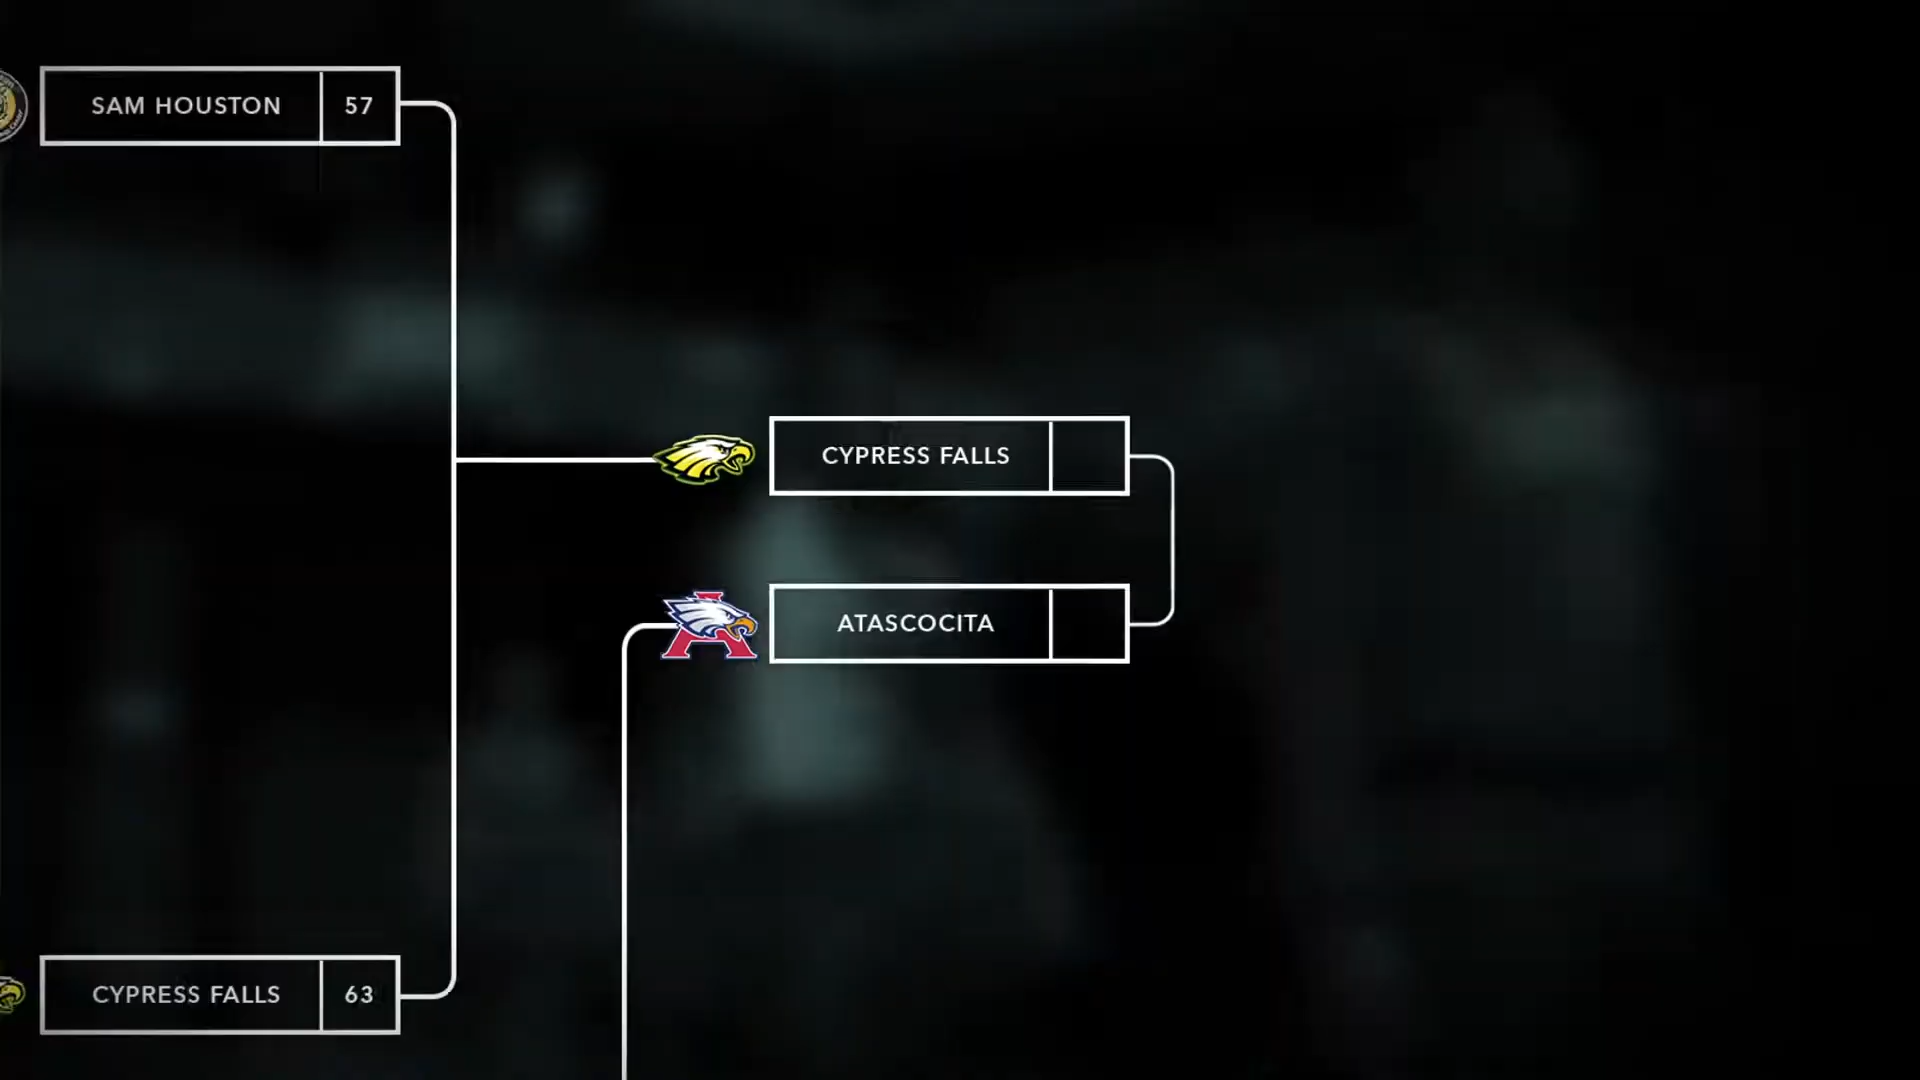 SAM HOUSTON 57
CYPRESS FALLS
ATASCOCITA
CYPRESS FALLS 63